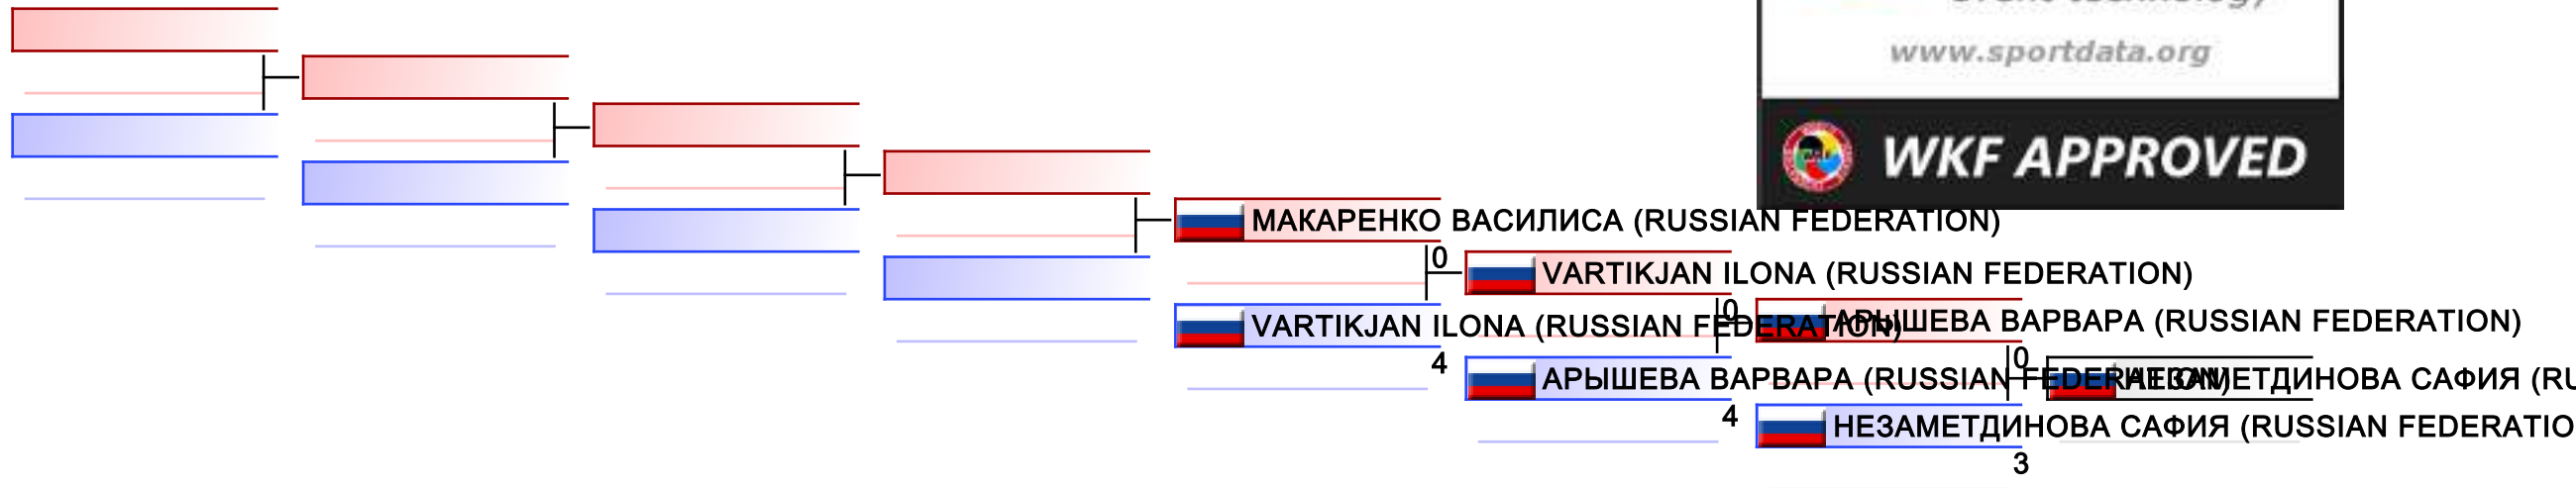 www.sportdata.org
WKF APPROVED
МАКАРЕНКО ВАСИЛИСА (RUSSIAN FEDERATION)
0
VARTIKJAN ILONA (RUSSIAN FEDERATION)
0
VARTIKJAN ILONA (RUSSIAN FEDERATION)
АРЫШЕВА ВАРВАРА (RUSSIAN FEDERATION)
4
0
АРЫШЕВА ВАРВАРА (RUSSIAN FEDERATION)
НЕЗАМЕТДИНОВА САФИЯ (RU
4
НЕЗАМЕТДИНОВА САФИЯ (RUSSIAN FEDERATIO
3